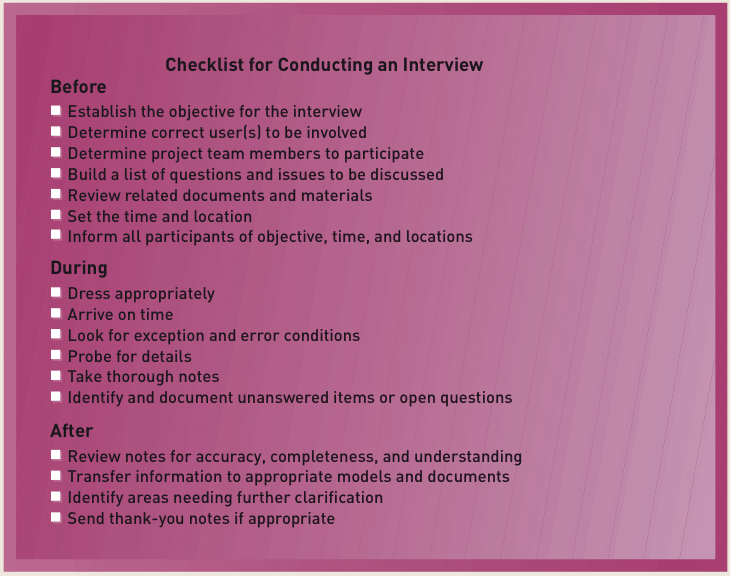 Checklist for Conducting an Interview
Before
Establish the objective for the interview
Determine correct user(s) to be involved
Determine project team members to participate
Build a list of questions and issues to be discussed
Review related documents and materials
Set the time and location
Inform all participants of objective, time, and locations
During
Dress appropriately
Arrive on time
Look for exception and error conditions
Probe for details
Take thorough notes
Identify and document unanswered items or open questions
After
Review notes for accuracy, completeness, and understanding
Transfer information to appropriate models and documents
Identify areas needing further clarification
Send thank-you notes if appropriate